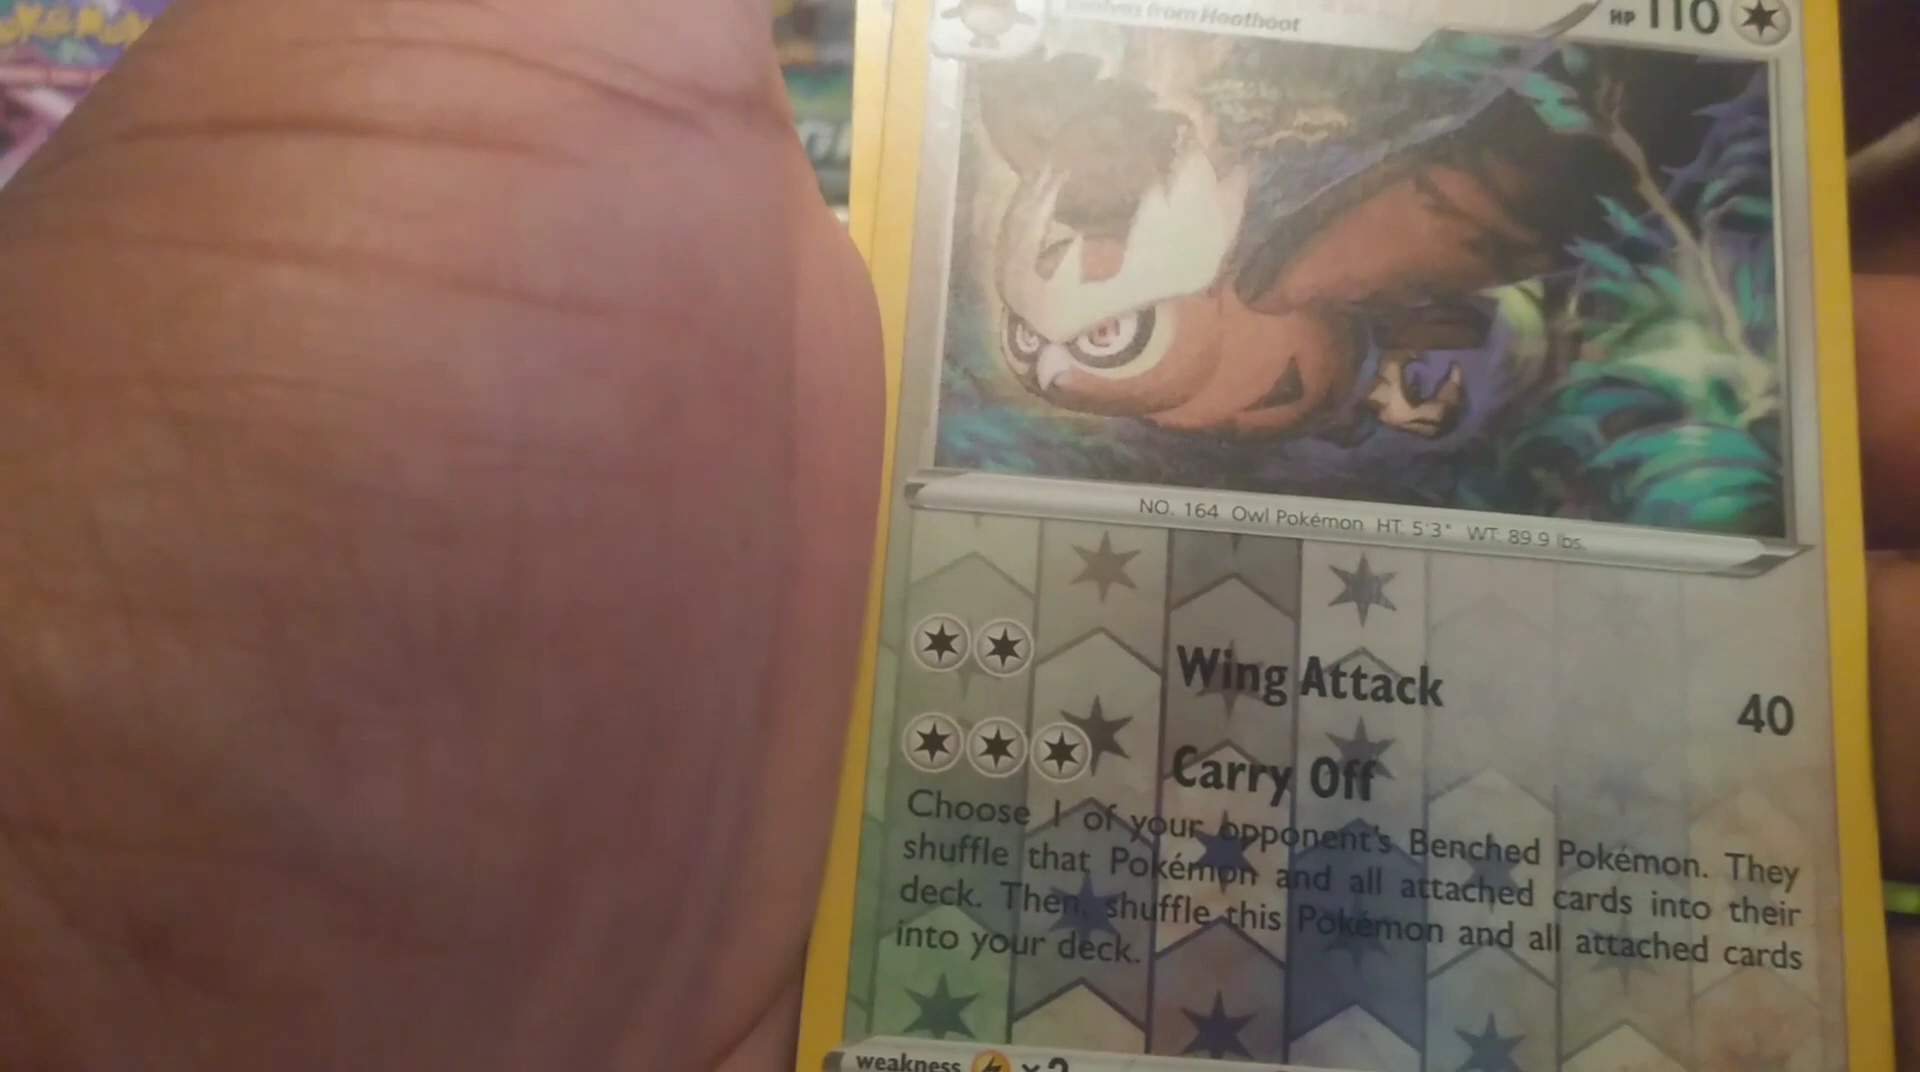 Evolves from Hoothoot
HP 110
NO. 164 Owl Pokémon HT. 5'3" WT. 89.9 lbs.
Wing Attack 40
Carry Off
Choose 1 of your opponent's Benched Pokémon. They
shuffle that Pokémon and all attached cards into their
deck. Then, shuffle this Pokémon and all attached cards
into your deck.
weakness ×2